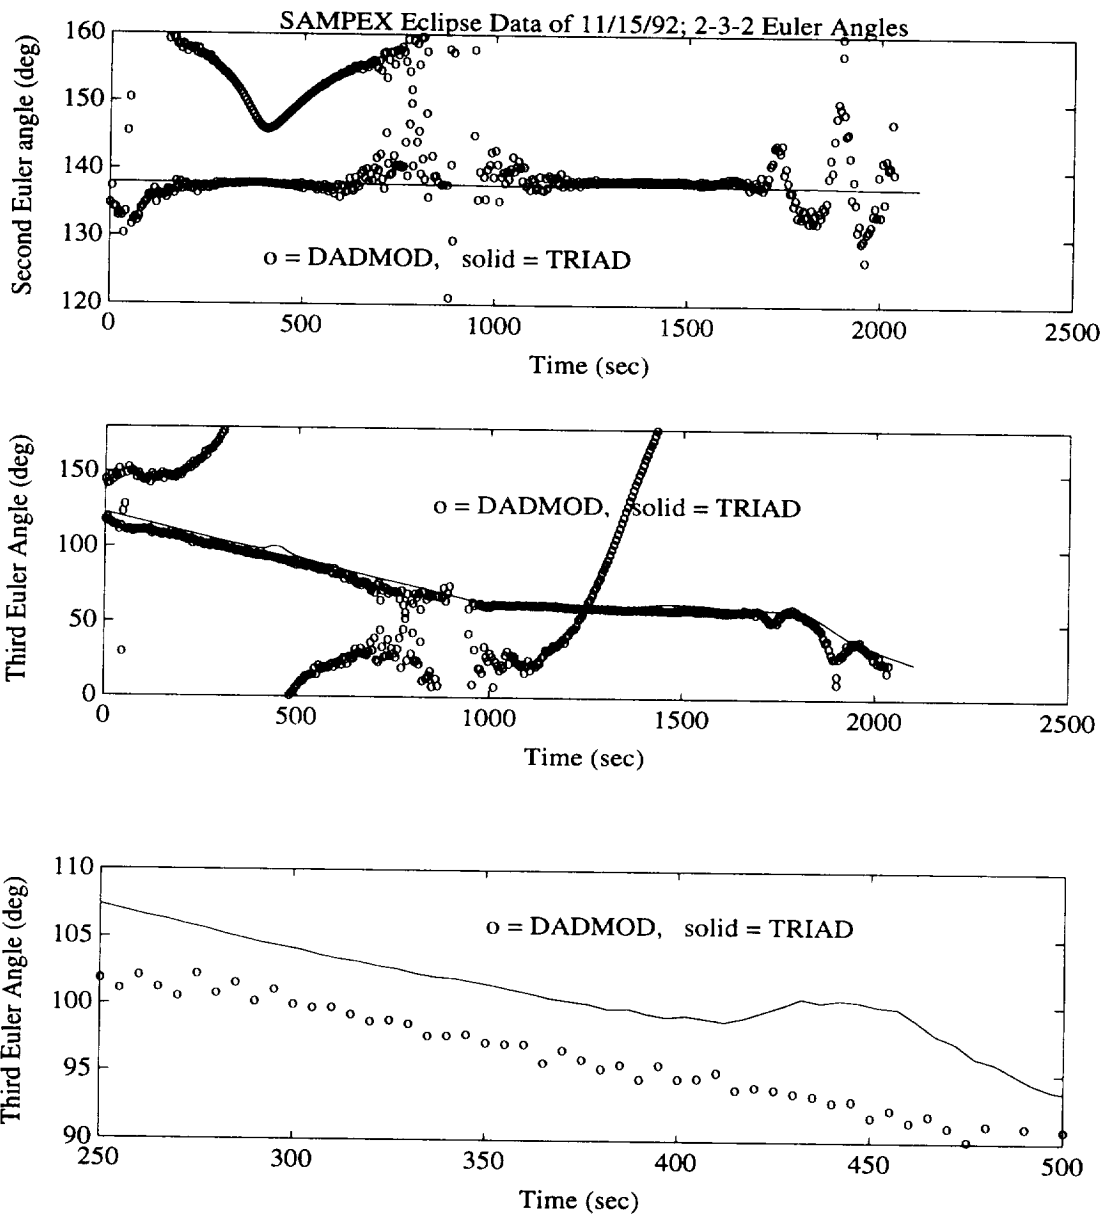 SAMPEX Eclipse Data of 11/15/92; 2-3-2 Euler Angles
Second Euler angle (deg)
160
150
140
130
120
o = DADMOD, solid = TRIAD
0 500 1000 1500 2000 2500
Time (sec)
Third Euler Angle (deg)
150
100
50
0
o = DADMOD, solid = TRIAD
0 500 1000 1500 2000 2500
Time (sec)
Third Euler Angle (deg)
110
105
100
95
90
o = DADMOD, solid = TRIAD
250 300 350 400 450 500
Time (sec)